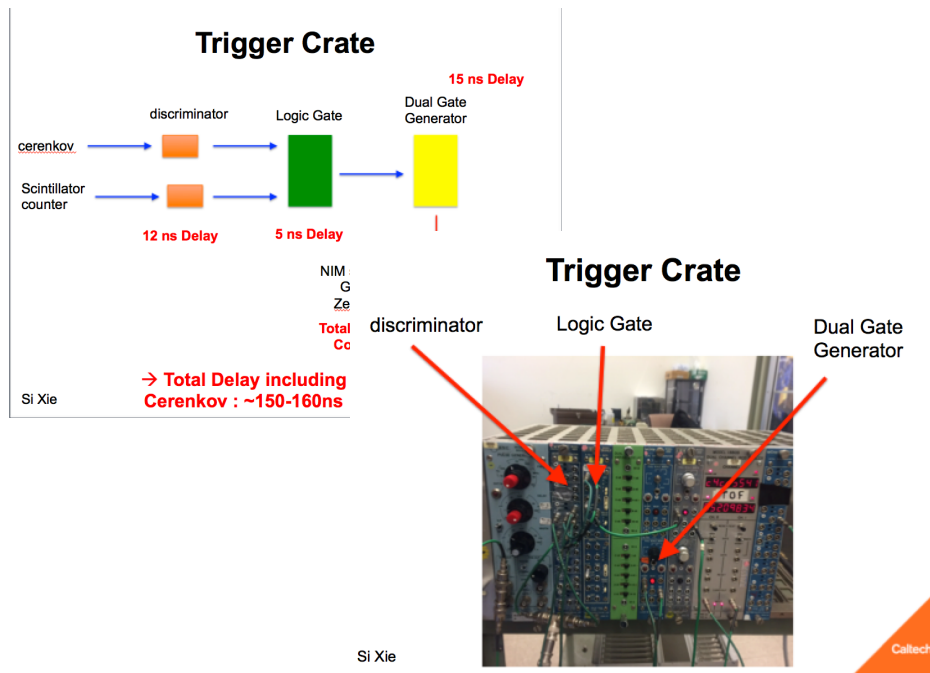 Trigger Crate
15 ns Delay
discriminator
Logic Gate
Dual Gate
Generator
cerenkov
Scintillator
counter
12 ns Delay
5 ns Delay
NIM
G
Ze
Total
Co
→ Total Delay including
Cerenkov : ~150-160ns
Si Xie
Trigger Crate
discriminator
Logic Gate
Dual Gate
Generator
TOF
Si Xie
Caltech